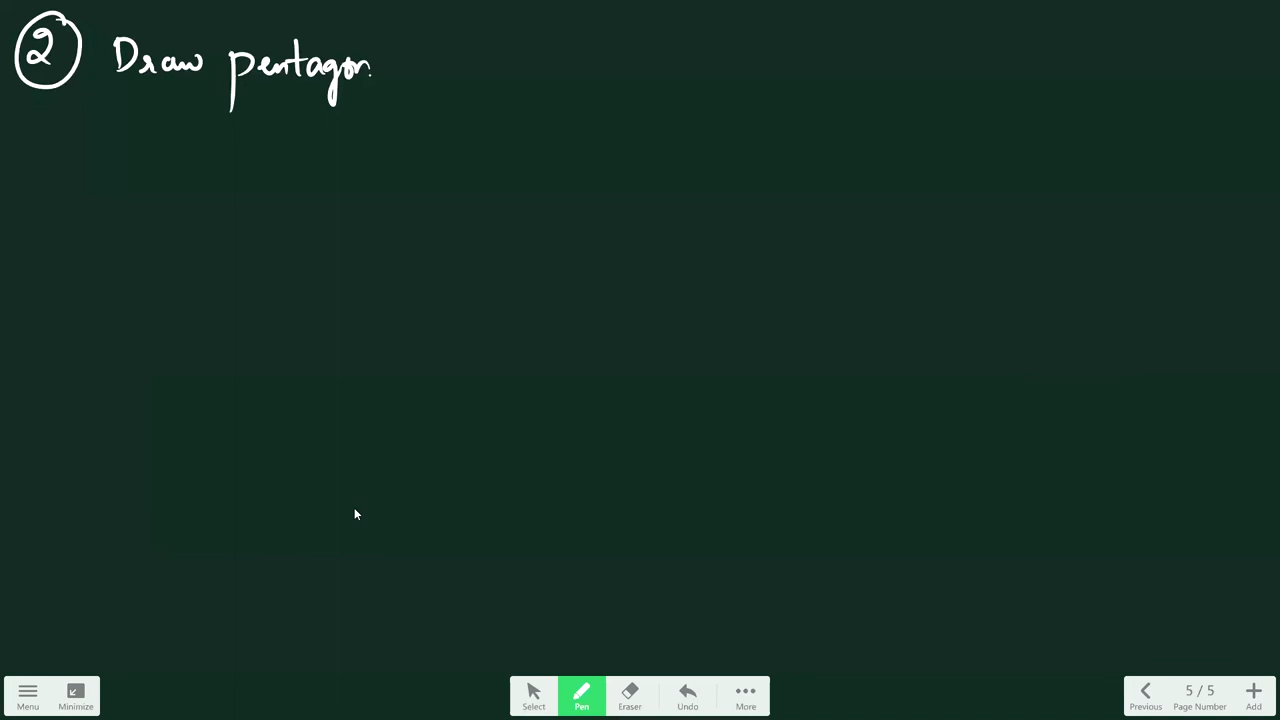 ② Draw pentagon.
Menu Minimize Select Pen Eraser Undo More Previous 5 / 5 Page Number Add